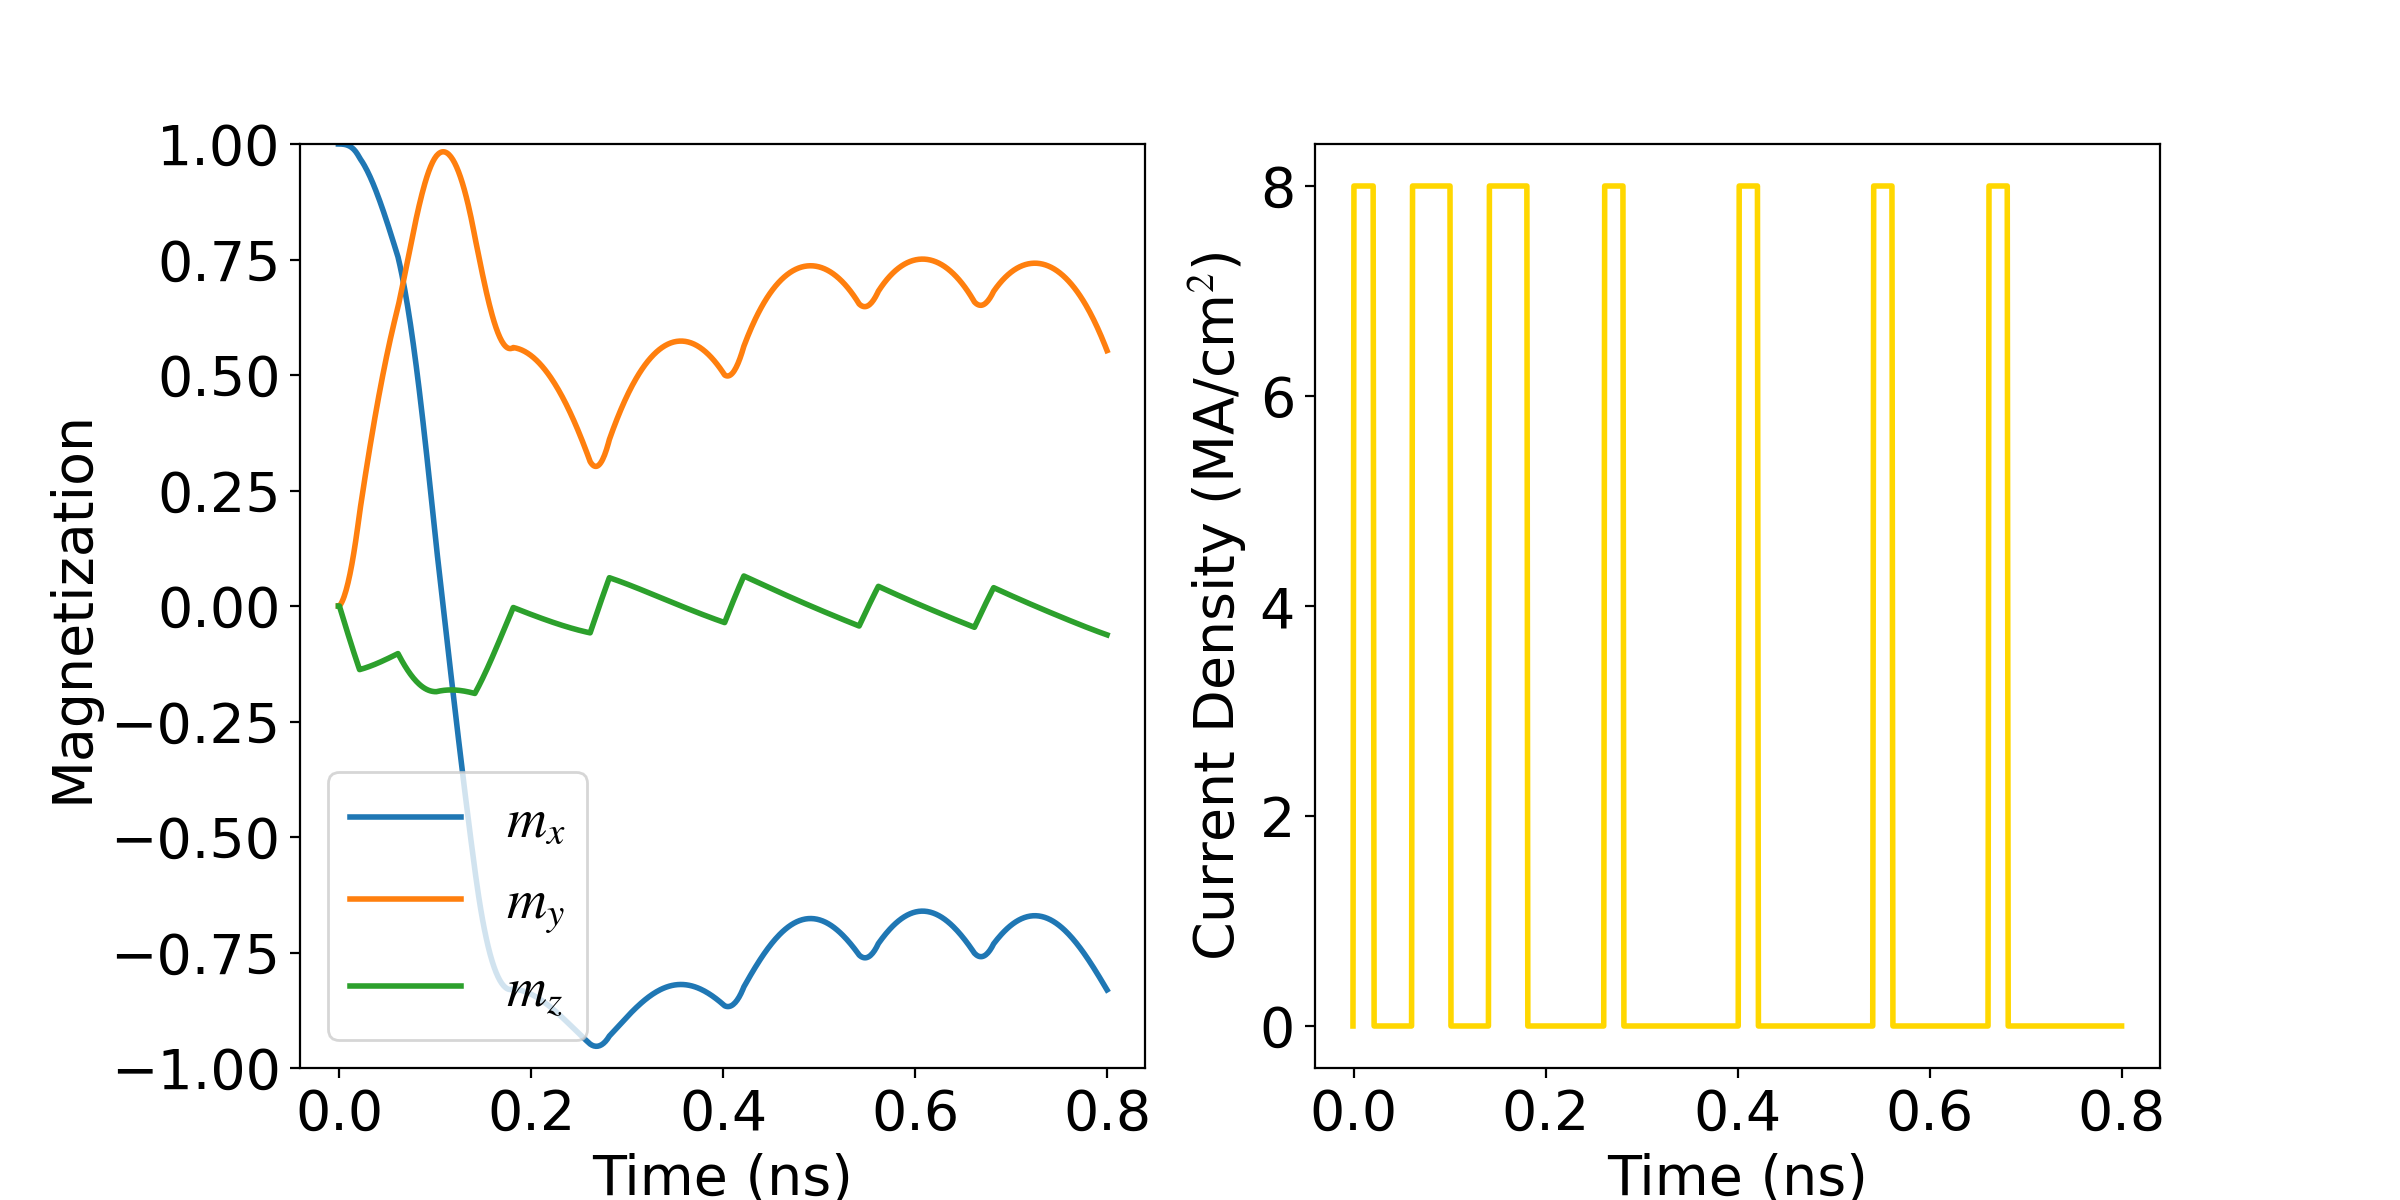 1.00
0.75
0.50
0.25
0.00
−0.25
−0.50
−0.75
−1.00
Magnetization
0.0 0.2 0.4 0.6 0.8
Time (ns)
m_x
m_y
m_z
8
6
4
2
0
Current Density (MA/cm²)
0.0 0.2 0.4 0.6 0.8
Time (ns)